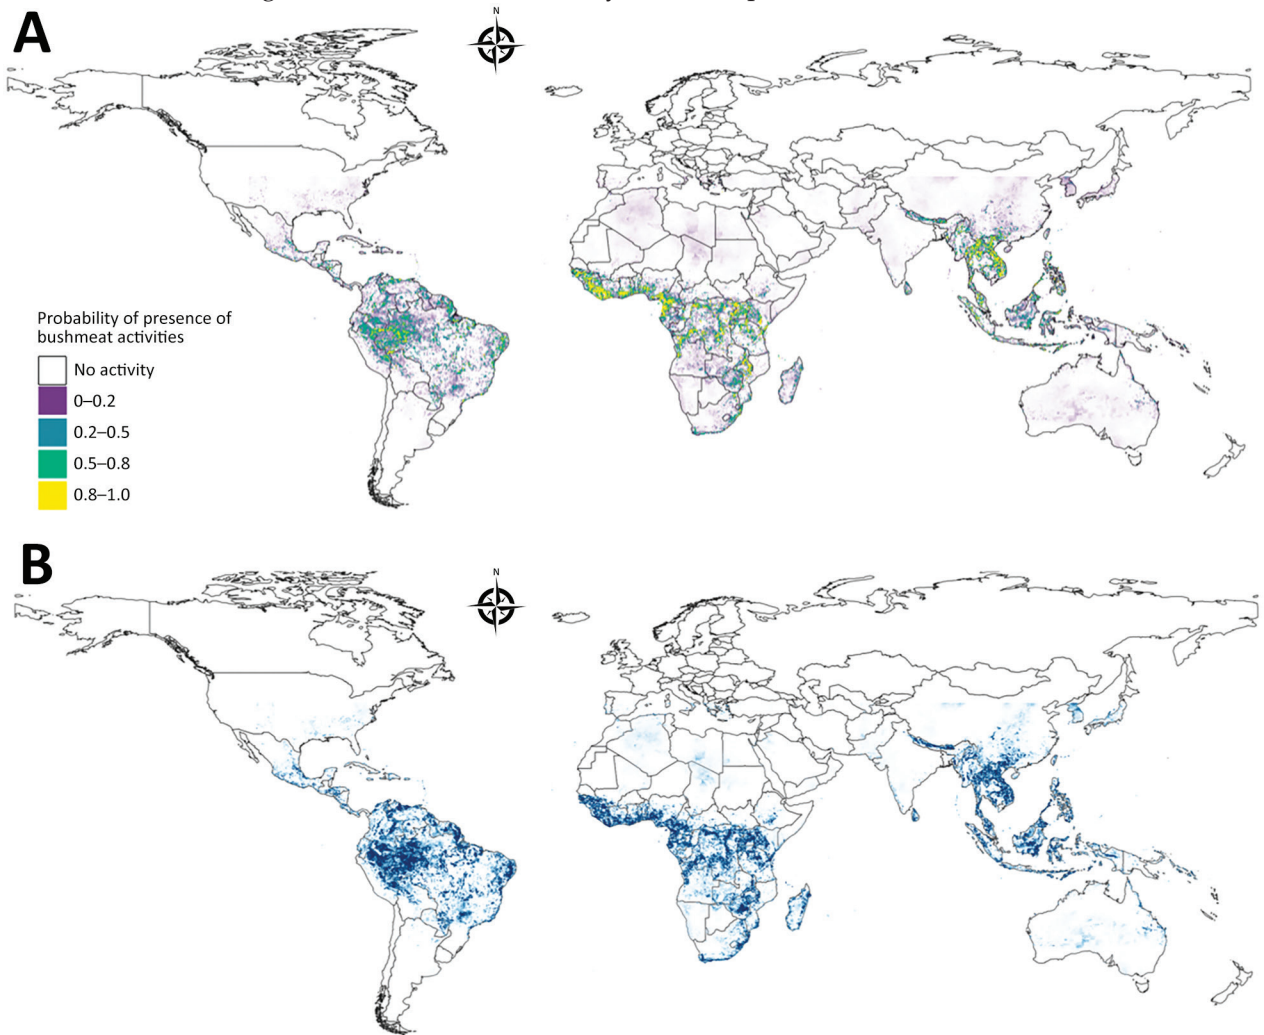 A
N
Probability of presence of
bushmeat activities
No activity
0–0.2
0.2–0.5
0.5–0.8
0.8–1.0
B
N